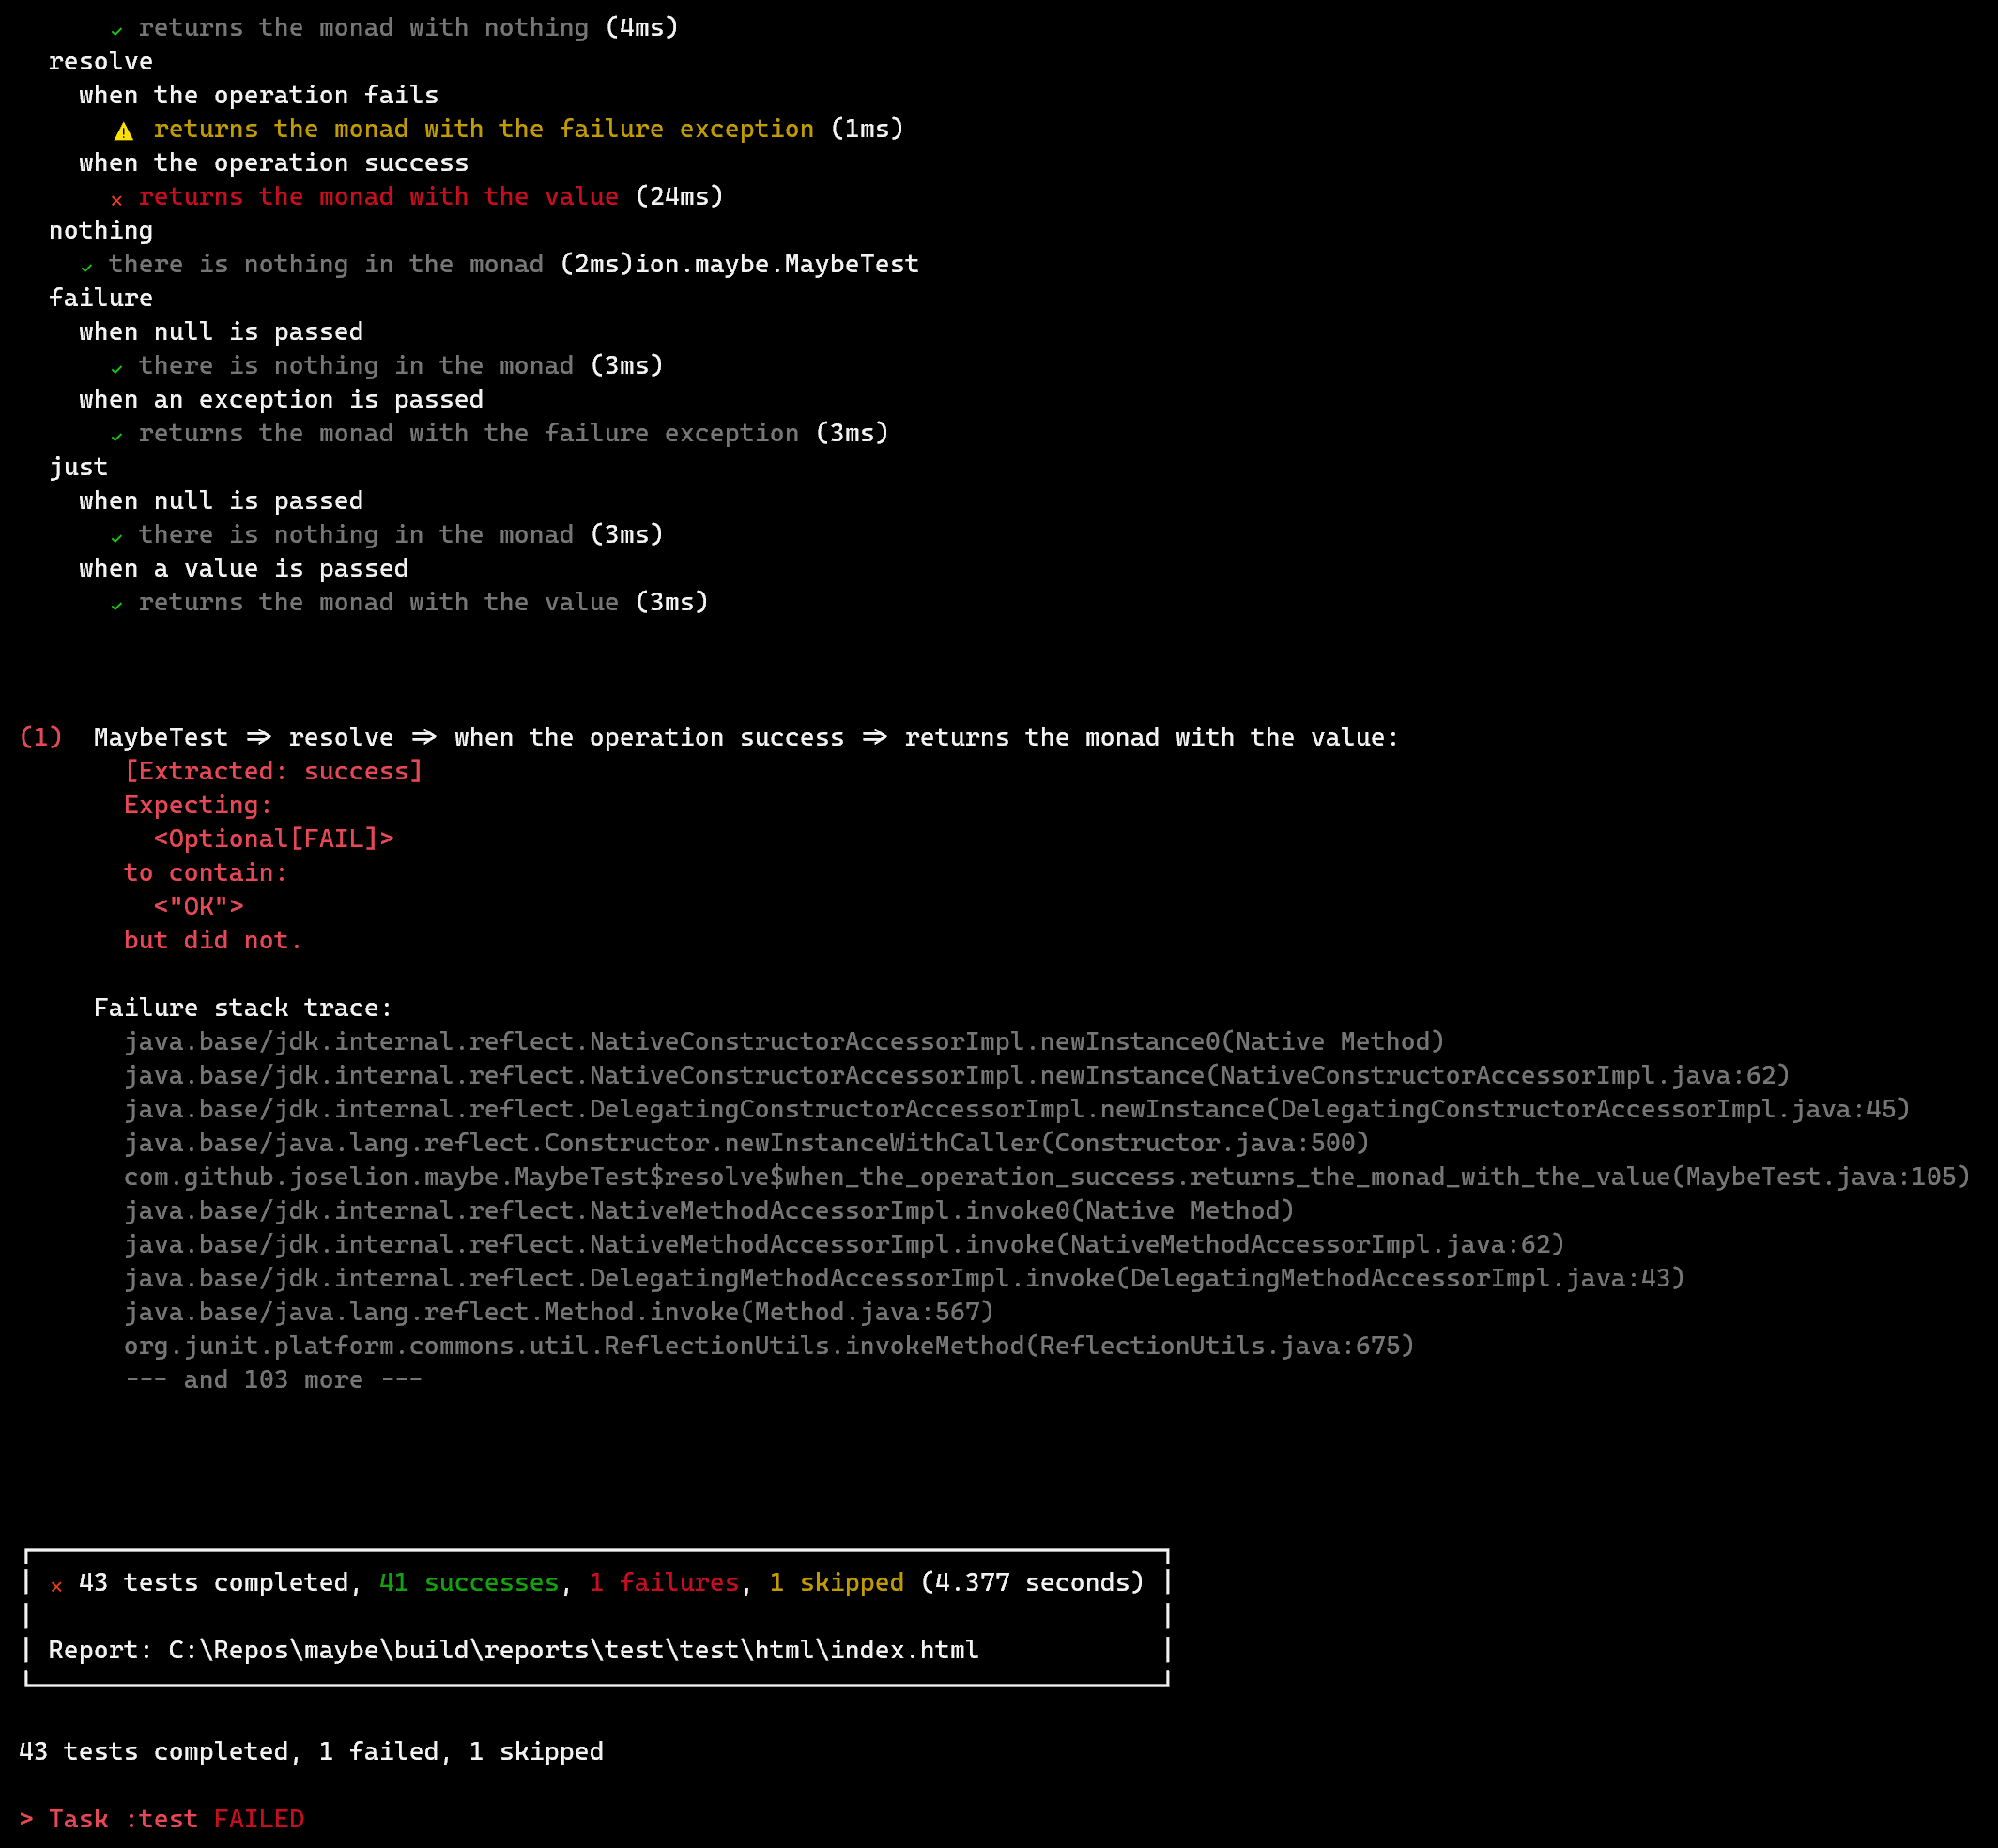 ✓ returns the monad with nothing (4ms)
resolve
when the operation fails
⚠ returns the monad with the failure exception (1ms)
when the operation success
✕ returns the monad with the value (24ms)
nothing
✓ there is nothing in the monad (2ms)ion.maybe.MaybeTest
failure
when null is passed
✓ there is nothing in the monad (3ms)
when an exception is passed
✓ returns the monad with the failure exception (3ms)
just
when null is passed
✓ there is nothing in the monad (3ms)
when a value is passed
✓ returns the monad with the value (3ms)
(1)  MaybeTest => resolve => when the operation success => returns the monad with the value:
[Extracted: success]
Expecting:
<Optional[FAIL]>
to contain:
<"OK">
but did not.
Failure stack trace:
java.base/jdk.internal.reflect.NativeConstructorAccessorImpl.newInstance0(Native Method)
java.base/jdk.internal.reflect.NativeConstructorAccessorImpl.newInstance(NativeConstructorAccessorImpl.java:62)
java.base/jdk.internal.reflect.DelegatingConstructorAccessorImpl.newInstance(DelegatingConstructorAccessorImpl.java:45)
java.base/java.lang.reflect.Constructor.newInstanceWithCaller(Constructor.java:500)
com.github.joselion.maybe.MaybeTest$resolve$when_the_operation_success.returns_the_monad_with_the_value(MaybeTest.java:105)
java.base/jdk.internal.reflect.NativeMethodAccessorImpl.invoke0(Native Method)
java.base/jdk.internal.reflect.NativeMethodAccessorImpl.invoke(NativeMethodAccessorImpl.java:62)
java.base/jdk.internal.reflect.DelegatingMethodAccessorImpl.invoke(DelegatingMethodAccessorImpl.java:43)
java.base/java.lang.reflect.Method.invoke(Method.java:567)
org.junit.platform.commons.util.ReflectionUtils.invokeMethod(ReflectionUtils.java:675)
--- and 103 more ---
✕ 43 tests completed, 41 successes, 1 failures, 1 skipped (4.377 seconds)
Report: C:\Repos\maybe\build\reports\test\test\html\index.html
43 tests completed, 1 failed, 1 skipped
> Task :test FAILED